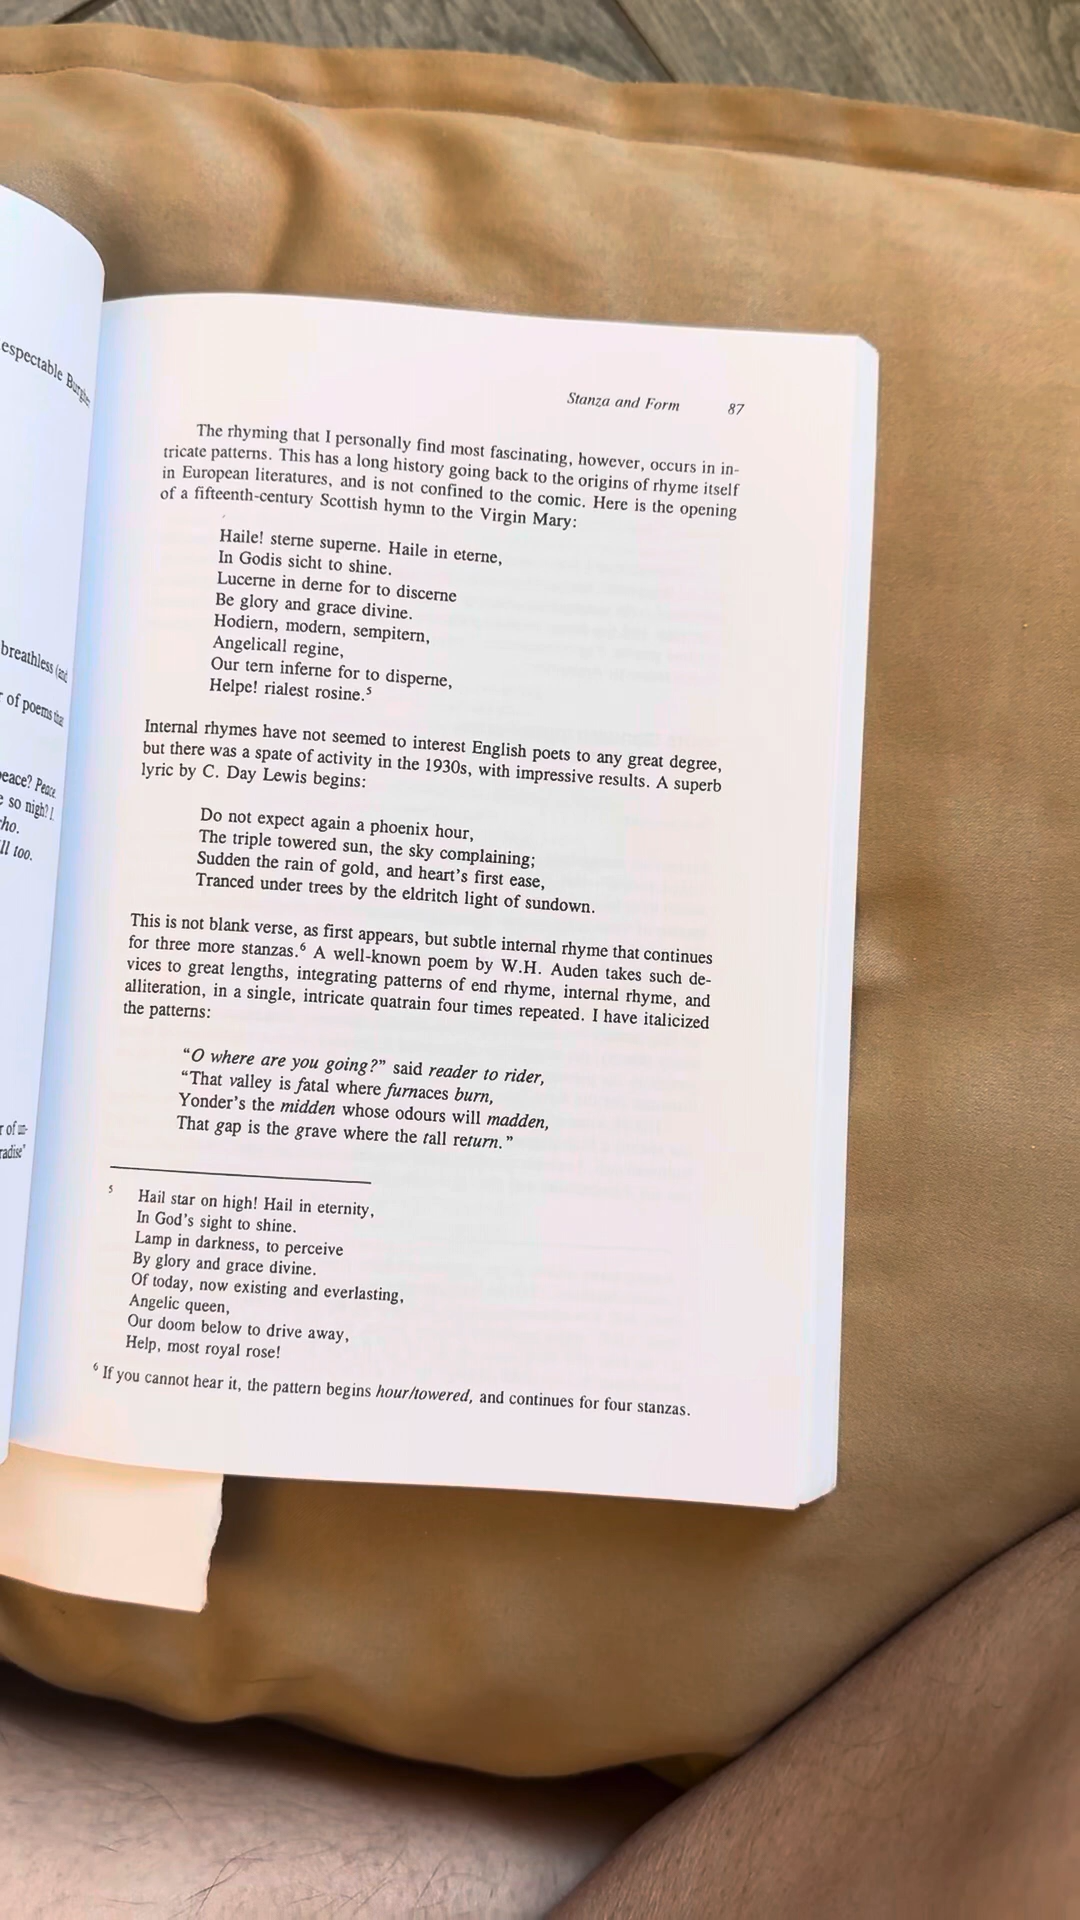 espectable Burgher
breathless (and
r of poems that
peace? Peace
e so nigh? I
cho.
ll too.
r of un-
radise"
Stanza and Form 87
The rhyming that I personally find most fascinating, however, occurs in in-
tricate patterns. This has a long history going back to the origins of rhyme itself
in European literatures, and is not confined to the comic. Here is the opening
of a fifteenth-century Scottish hymn to the Virgin Mary:
Haile! sterne superne. Haile in eterne,
In Godis sicht to shine.
Lucerne in derne for to discerne
Be glory and grace divine.
Hodiern, modern, sempitern,
Angelicall regine,
Our tern inferne for to disperne,
Helpe! rialest rosine.⁵
Internal rhymes have not seemed to interest English poets to any great degree,
but there was a spate of activity in the 1930s, with impressive results. A superb
lyric by C. Day Lewis begins:
Do not expect again a phoenix hour,
The triple towered sun, the sky complaining;
Sudden the rain of gold, and heart's first ease,
Tranced under trees by the eldritch light of sundown.
This is not blank verse, as first appears, but subtle internal rhyme that continues
for three more stanzas.⁶ A well-known poem by W.H. Auden takes such de-
vices to great lengths, integrating patterns of end rhyme, internal rhyme, and
alliteration, in a single, intricate quatrain four times repeated. I have italicized
the patterns:
"O where are you going?" said reader to rider,
"That valley is fatal where furnaces burn,
Yonder's the midden whose odours will madden,
That gap is the grave where the tall return."
5 Hail star on high! Hail in eternity,
In God's sight to shine.
Lamp in darkness, to perceive
By glory and grace divine.
Of today, now existing and everlasting,
Angelic queen,
Our doom below to drive away,
Help, most royal rose!
⁶ If you cannot hear it, the pattern begins hour/towered, and continues for four stanzas.